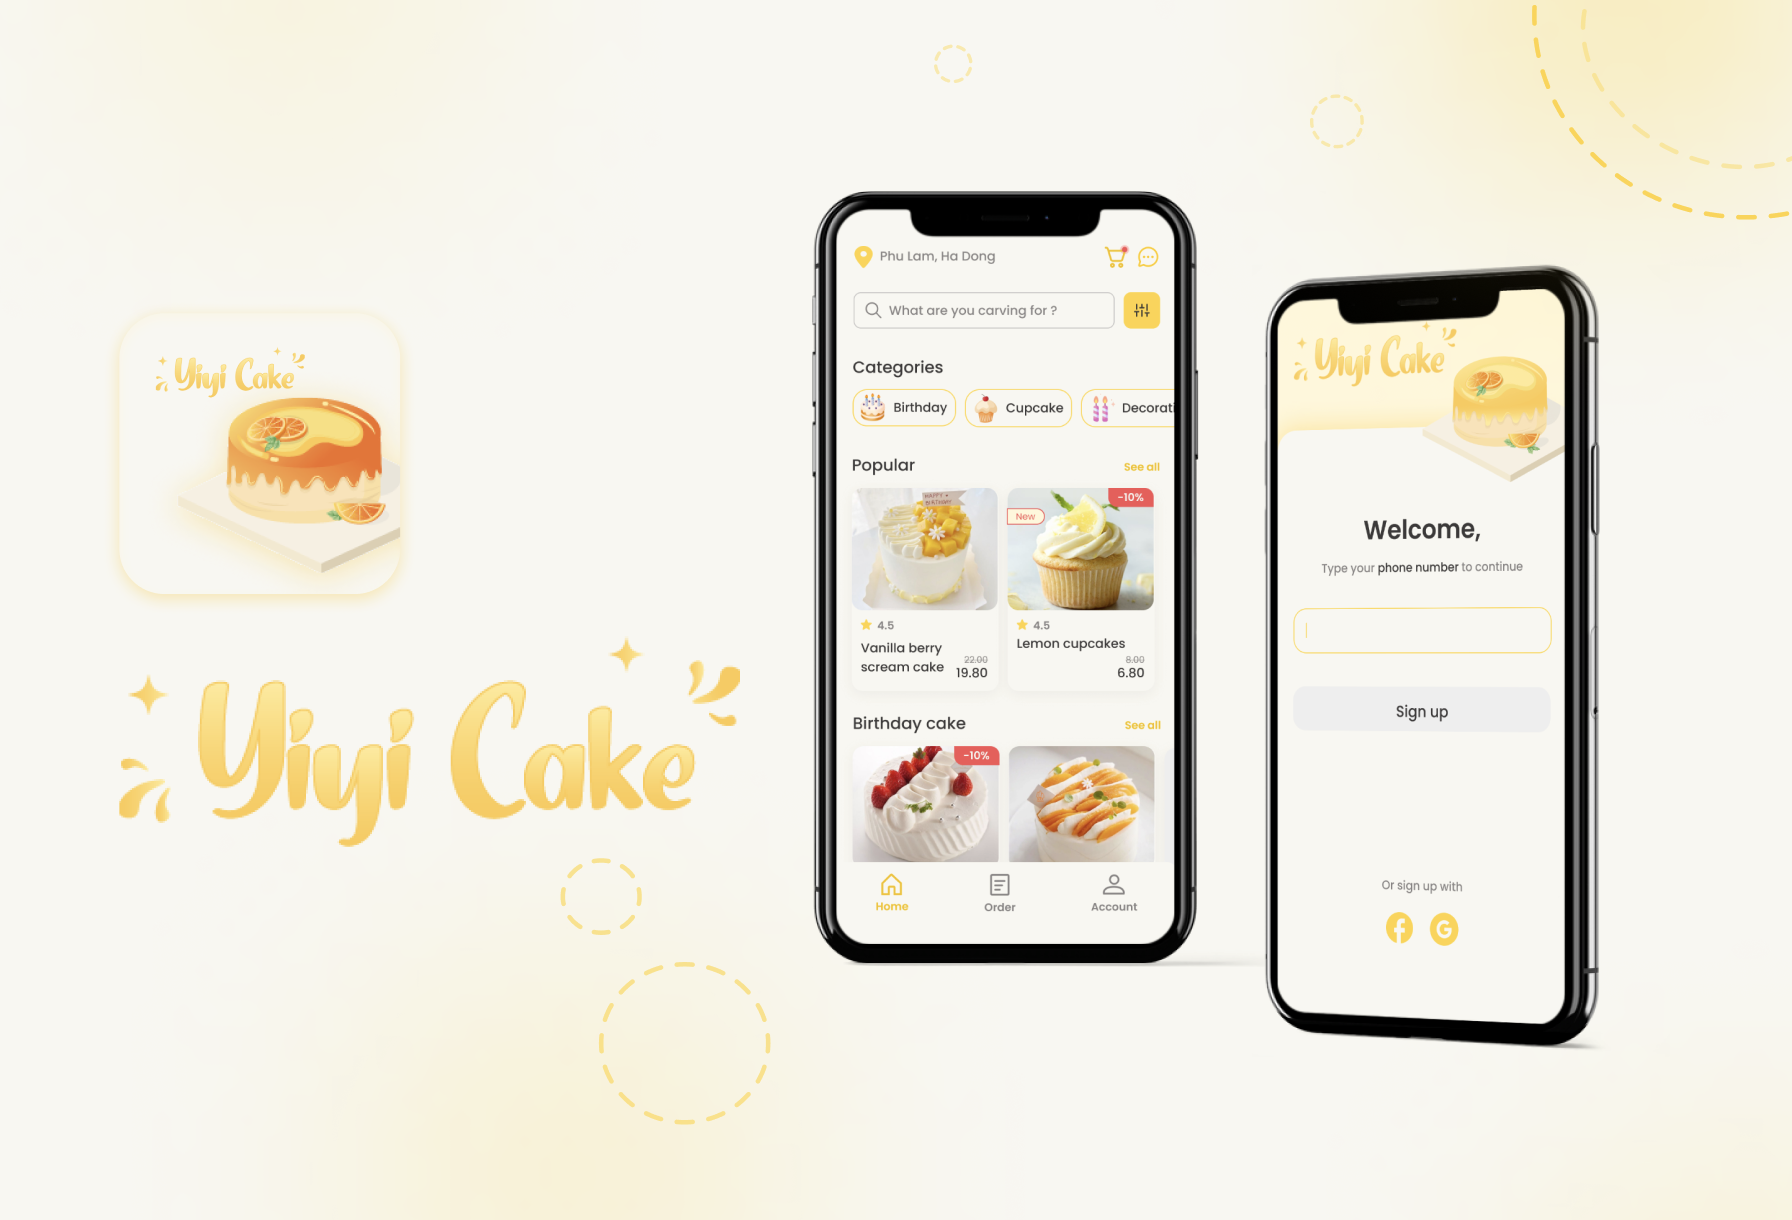 Yiyi Cake
Yiyi Cake
Phu Lam, Ha Dong
What are you carving for ?
Categories
Birthday
Cupcake
Decorati
Popular
See all
HAPPY
BIRTHDAY
-10%
New
4.5
Vanilla berry
scream cake
22.00
19.80
4.5
Lemon cupcakes
8.00
6.80
Birthday cake
See all
-10%
Home
Order
Account
Yiyi Cake
Welcome,
Type your phone number to continue
Sign up
Or sign up with